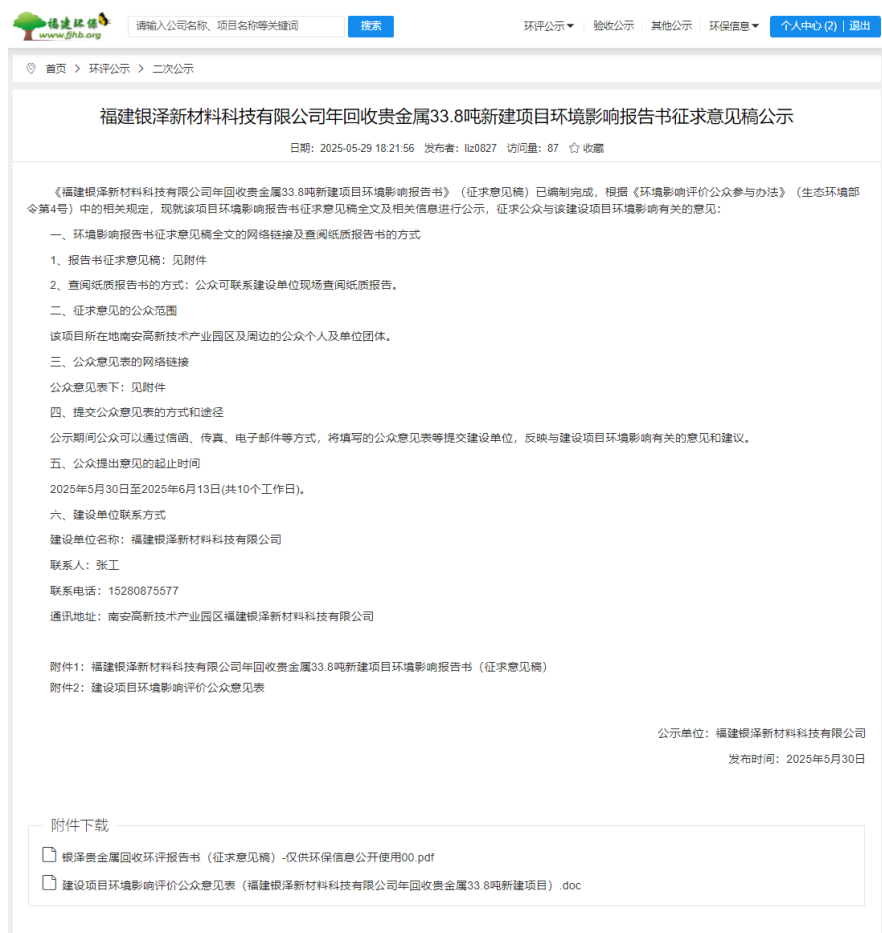 福建环保
www.fjhb.org
请输入公司名称、项目名称等关键词
搜索
环评公示 验收公示 其他公示 环保信息 个人中心 (2) | 退出
首页 > 环评公示 > 二次公示
福建银泽新材料科技有限公司年回收贵金属33.8吨新建项目环境影响报告书征求意见稿公示
日期：2025-05-29 18:21:56 发布者：liz0827 访问量：87 收藏
《福建银泽新材料科技有限公司年回收贵金属33.8吨新建项目环境影响报告书》（征求意见稿）已编制完成，根据《环境影响评价公众参与办法》（生态环境部
令第4号）中的相关规定，现就该项目环境影响报告书征求意见稿全文及相关信息进行公示，征求公众与该建设项目环境影响有关的意见：
一、环境影响报告书征求意见稿全文的网络链接及查阅纸质报告书的方式
1、报告书征求意见稿：见附件
2、查阅纸质报告书的方式：公众可联系建设单位现场查阅纸质报告。
二、征求意见的公众范围
该项目所在地南安高新技术产业园区及周边的公众个人及单位团体。
三、公众意见表的网络链接
公众意见表下：见附件
四、提交公众意见表的方式和途径
公示期间公众可以通过信函、传真、电子邮件等方式，将填写的公众意见表等提交建设单位，反映与建设项目环境影响有关的意见和建议。
五、公众提出意见的起止时间
2025年5月30日至2025年6月13日(共10个工作日)。
六、建设单位联系方式
建设单位名称：福建银泽新材料科技有限公司
联系人：张工
联系电话：15280875577
通讯地址：南安高新技术产业园区福建银泽新材料科技有限公司
附件1：福建银泽新材料科技有限公司年回收贵金属33.8吨新建项目环境影响报告书（征求意见稿）
附件2：建设项目环境影响评价公众意见表
公示单位：福建银泽新材料科技有限公司
发布时间：2025年5月30日
附件下载
银泽贵金属回收环评报告书（征求意见稿）-仅供环保信息公开使用00.pdf
建设项目环境影响评价公众意见表（福建银泽新材料科技有限公司年回收贵金属33.8吨新建项目）.doc